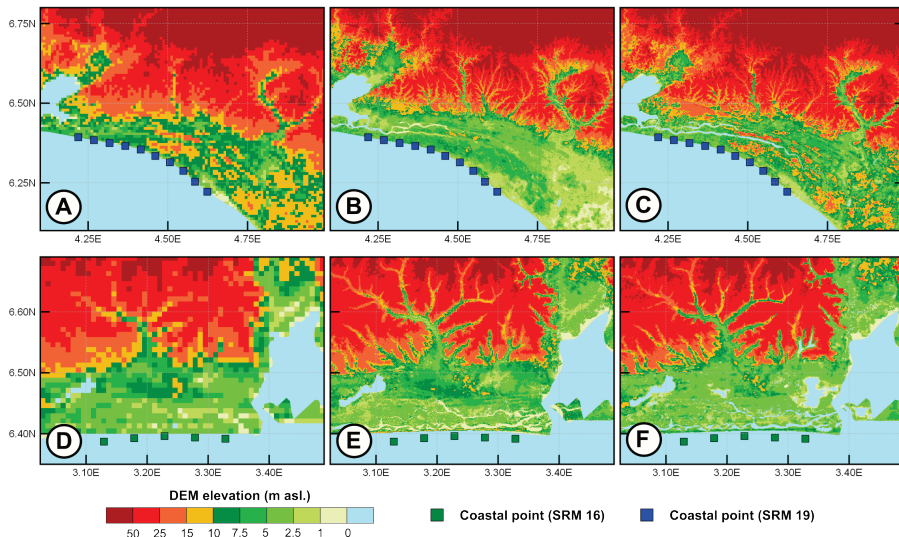 6.75N
6.50N
6.25N
A
B
C
4.25E 4.50E 4.75E 4.25E 4.50E 4.75E 4.25E 4.50E 4.75E
6.60N
6.50N
6.40N
D
E
F
3.10E 3.20E 3.30E 3.40E 3.10E 3.20E 3.30E 3.40E 3.10E 3.20E 3.30E 3.40E
DEM elevation (m asl.)
50 25 15 10 7.5 5 2.5 1 0
Coastal point (SRM 16)
Coastal point (SRM 19)